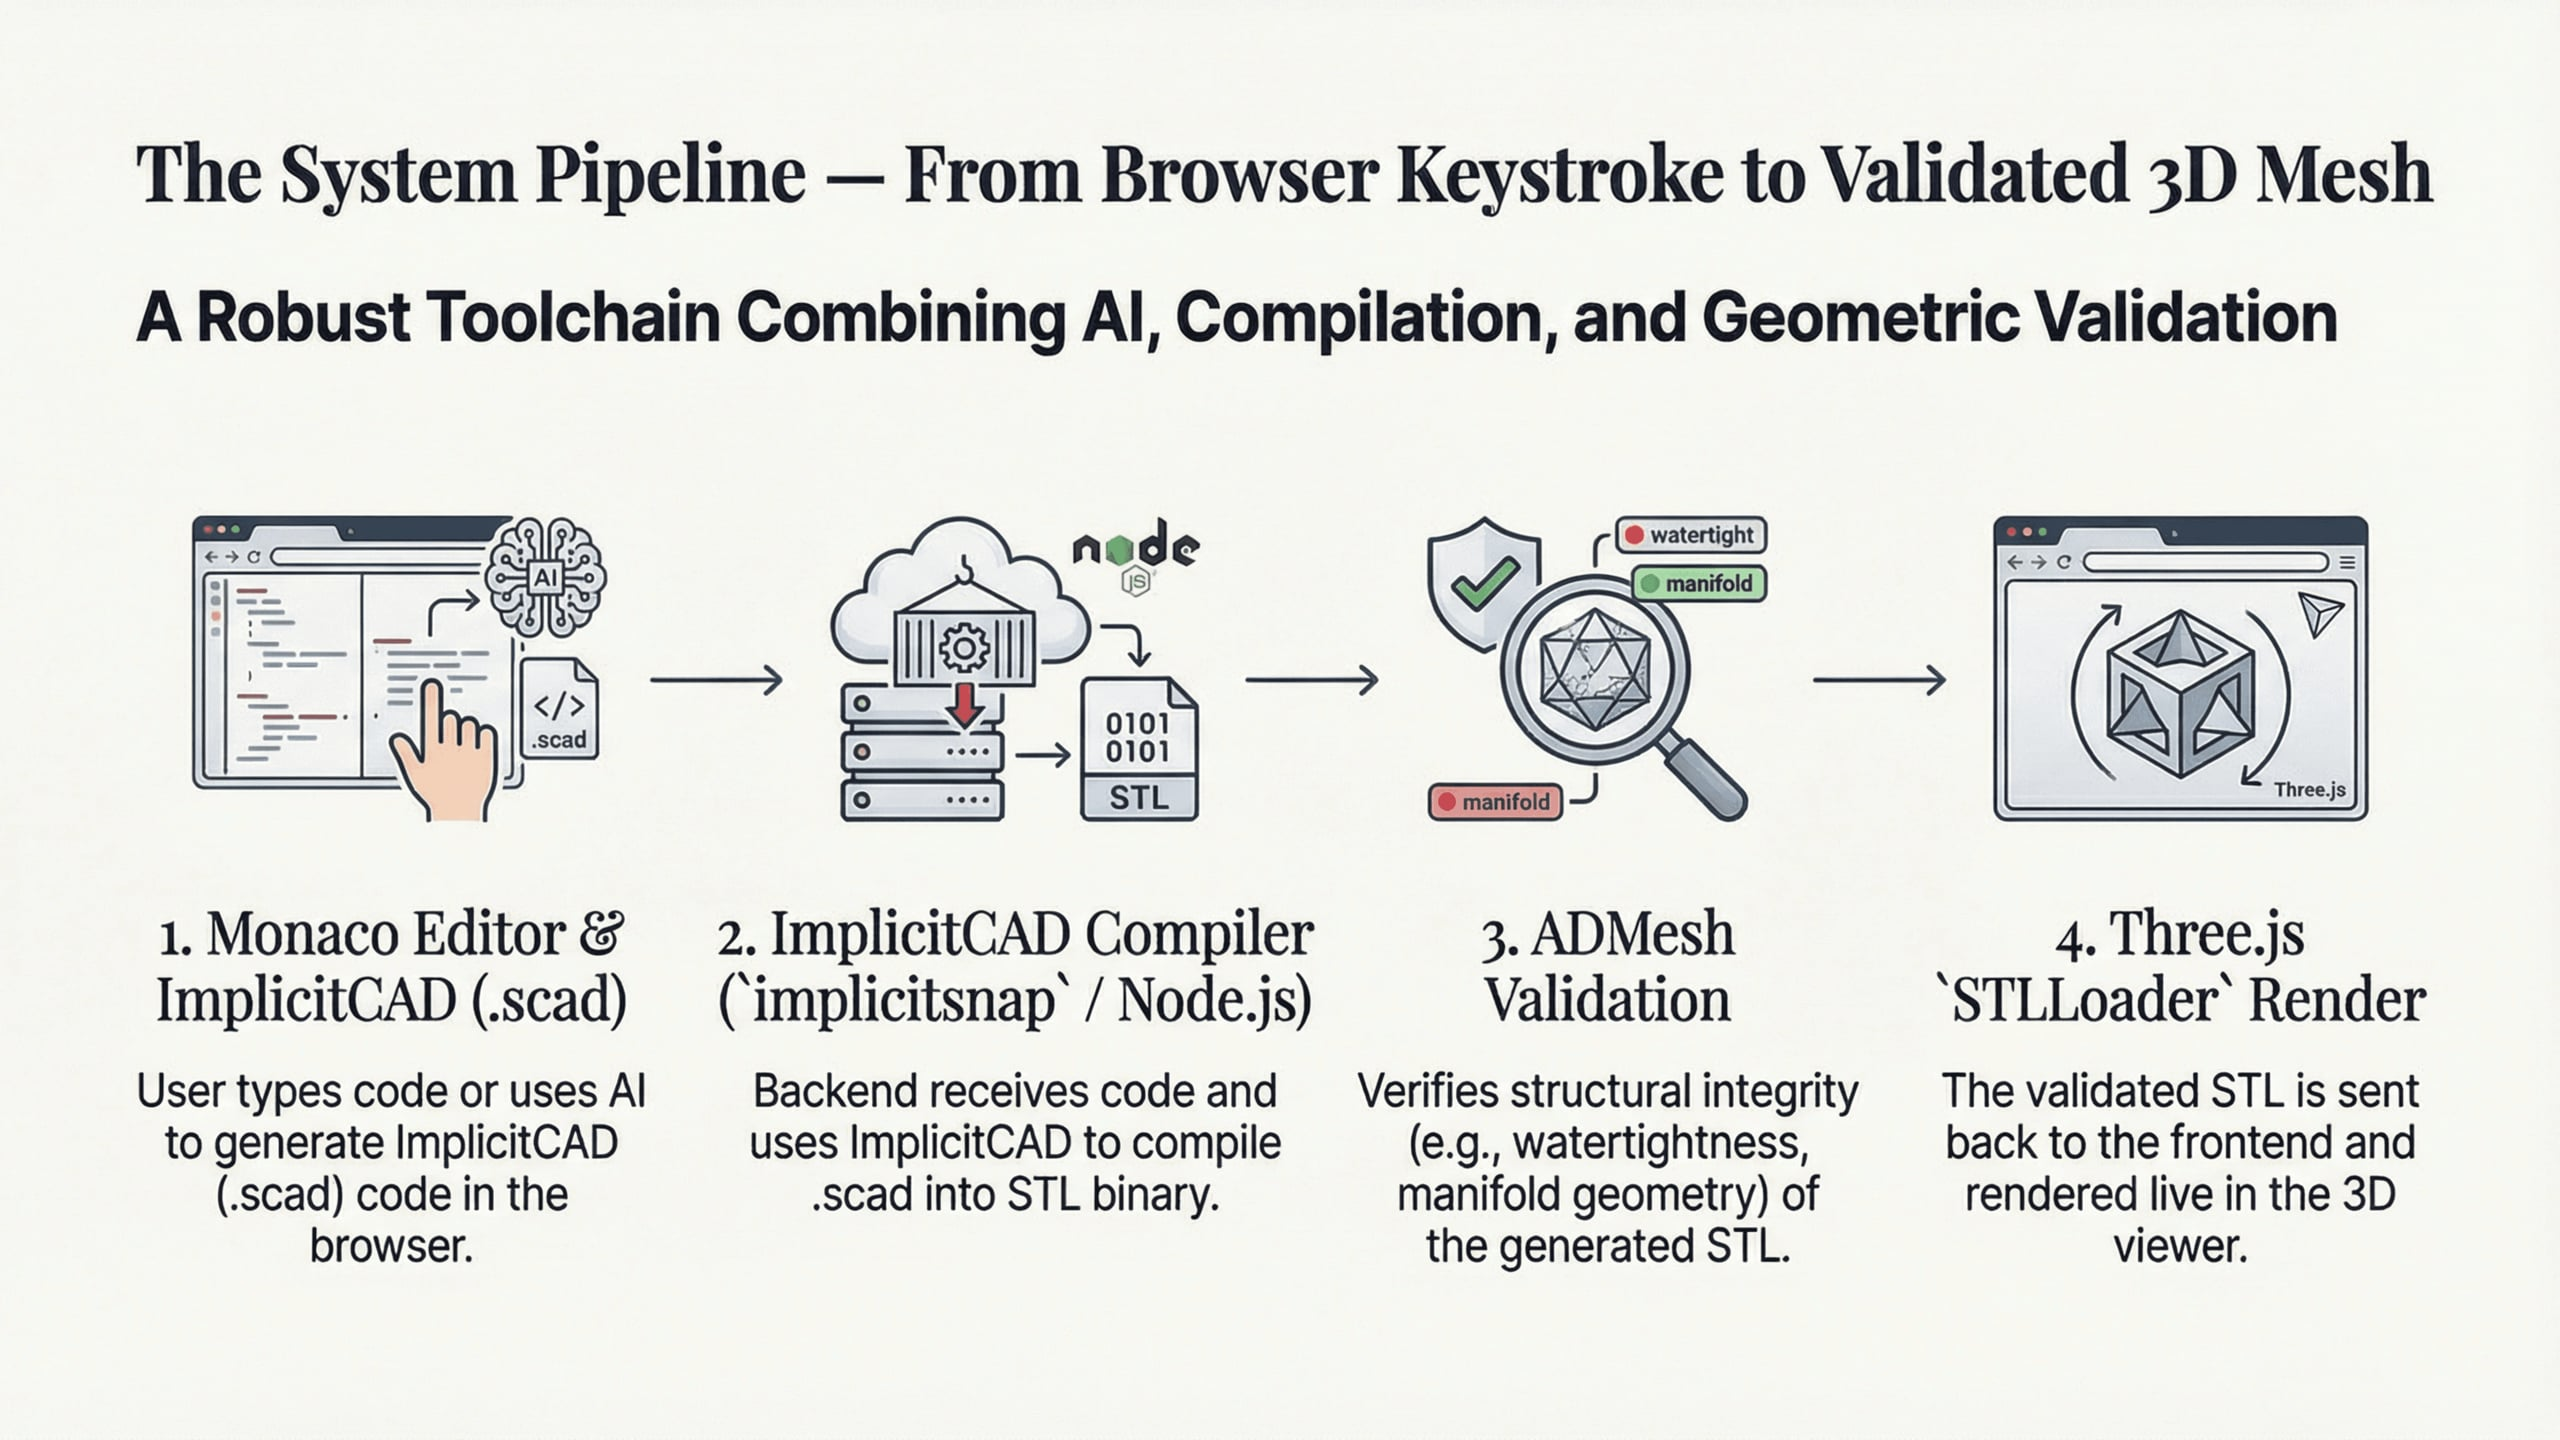 The System Pipeline — From Browser Keystroke to Validated 3D Mesh
A Robust Toolchain Combining AI, Compilation, and Geometric Validation
AI
</>
.scad
node
JS
0101
0101
STL
watertight
manifold
manifold
Three.js
1. Monaco Editor &
ImplicitCAD (.scad)
User types code or uses AI
to generate ImplicitCAD
(.scad) code in the
browser.
2. ImplicitCAD Compiler
(`implicitsnap` / Node.js)
Backend receives code and
uses ImplicitCAD to compile
.scad into STL binary.
3. ADMesh
Validation
Verifies structural integrity
(e.g., watertightness,
manifold geometry) of
the generated STL.
4. Three.js
`STLLoader` Render
The validated STL is sent
back to the frontend and
rendered live in the 3D
viewer.